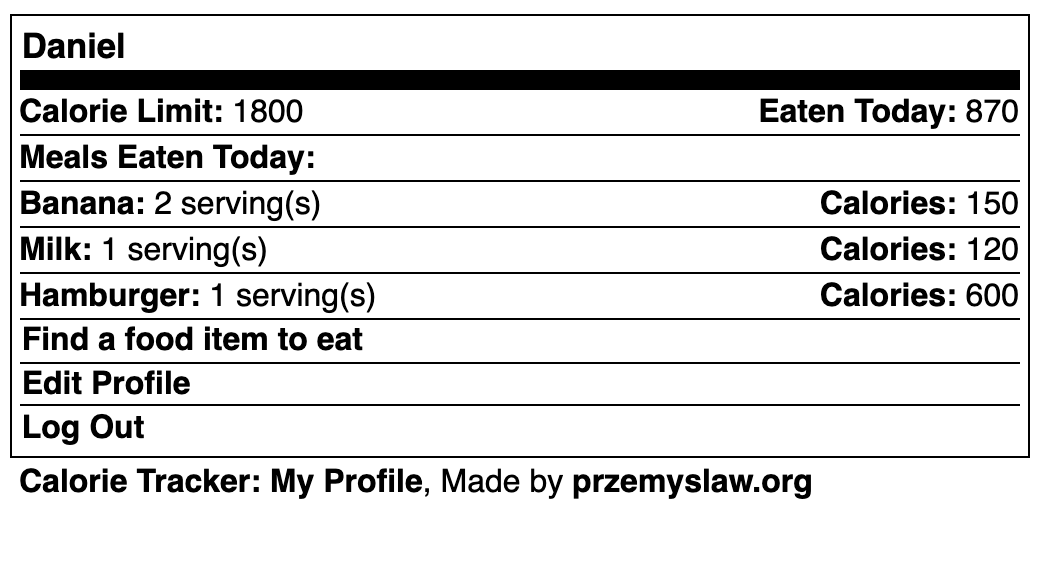 Daniel
Calorie Limit: 1800 Eaten Today: 870
Meals Eaten Today:
Banana: 2 serving(s) Calories: 150
Milk: 1 serving(s) Calories: 120
Hamburger: 1 serving(s) Calories: 600
Find a food item to eat
Edit Profile
Log Out
Calorie Tracker: My Profile, Made by przemyslaw.org